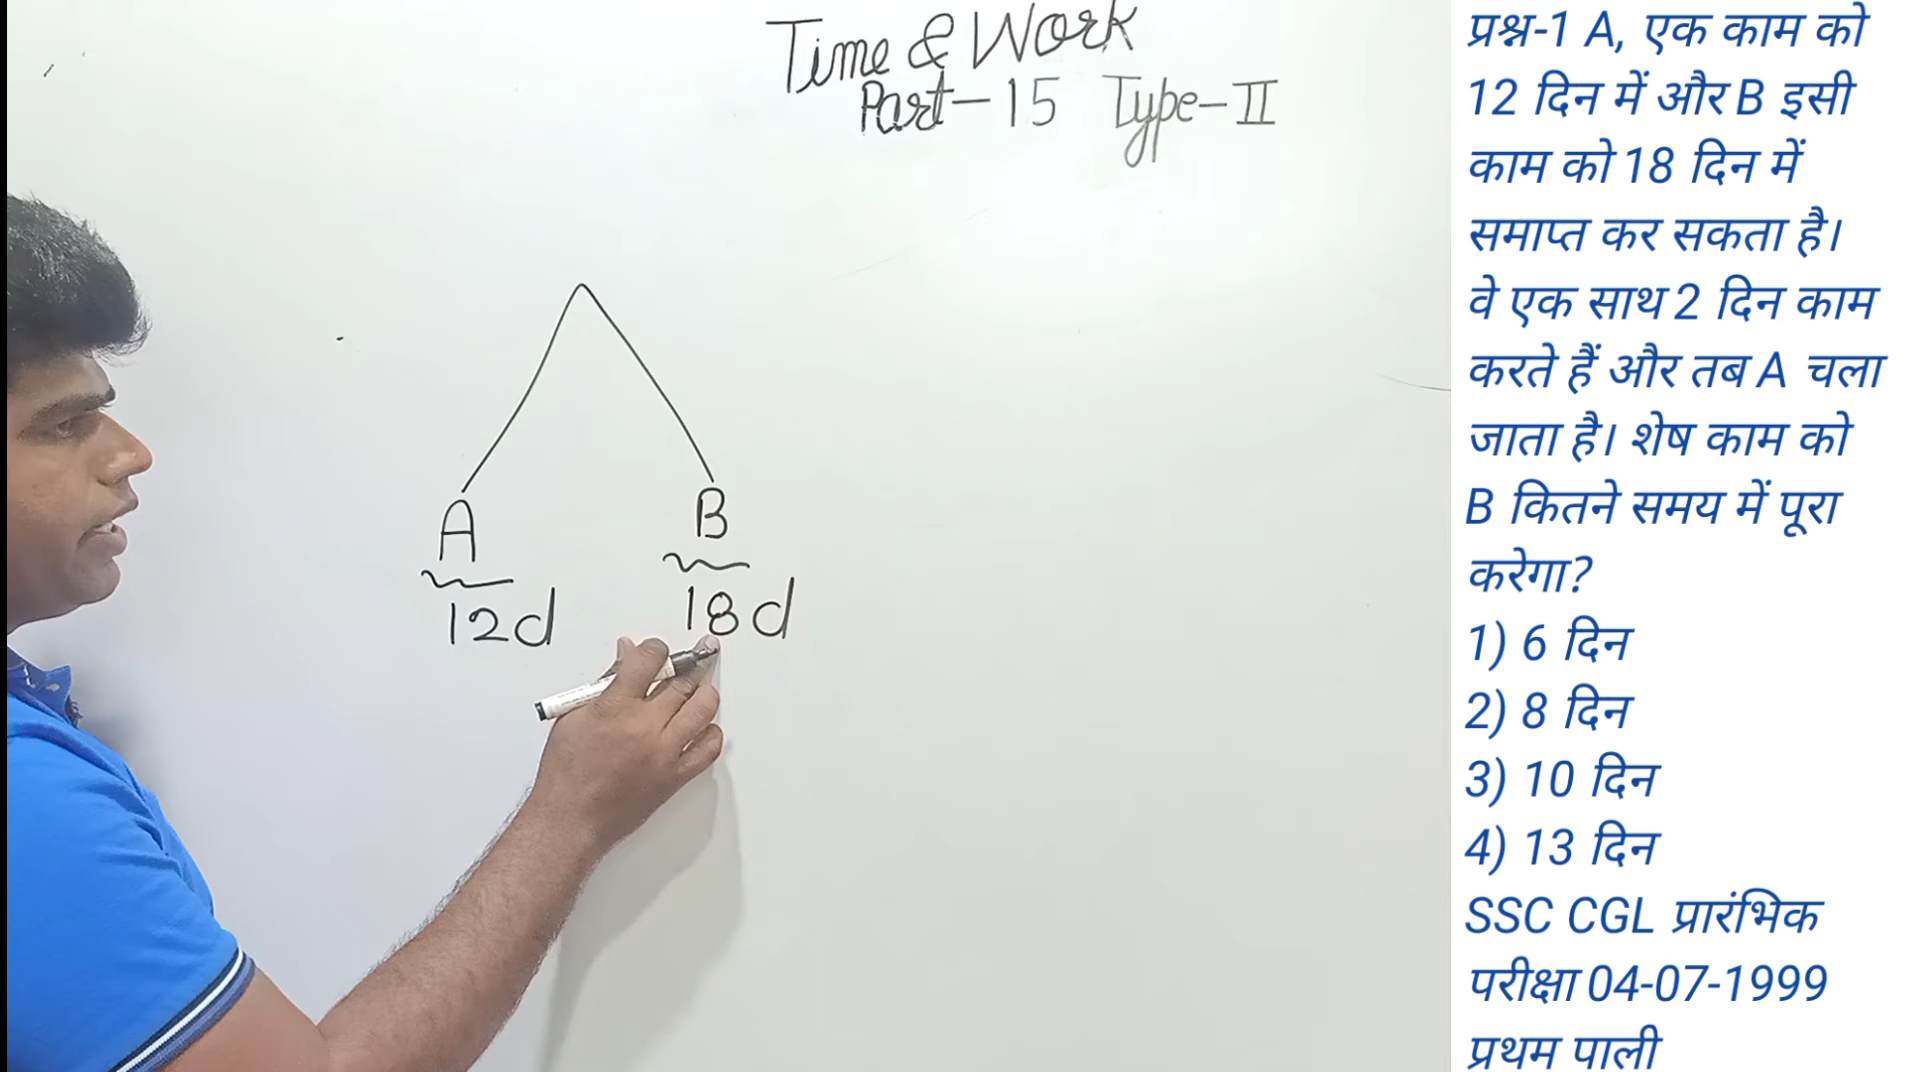 Time & Work
Part-15 Type-II
A
B
12d
18d
प्रश्न-1 A, एक काम को
12 दिन में और B इसी
काम को 18 दिन में
समाप्त कर सकता है।
वे एक साथ 2 दिन काम
करते हैं और तब A चला
जाता है। शेष काम को
B कितने समय में पूरा
करेगा?
1) 6 दिन
2) 8 दिन
3) 10 दिन
4) 13 दिन
SSC CGL प्रारंभिक
परीक्षा 04-07-1999
प्रथम पाली